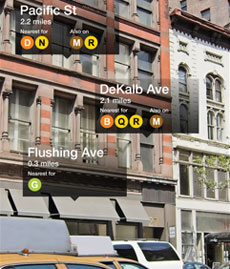 Pacific St
2.2 miles
Nearest for Also on
D N M R
DeKalb Ave
2.1 miles
Nearest for Also on
B Q R M
Flushing Ave
0.3 miles
Nearest for
G